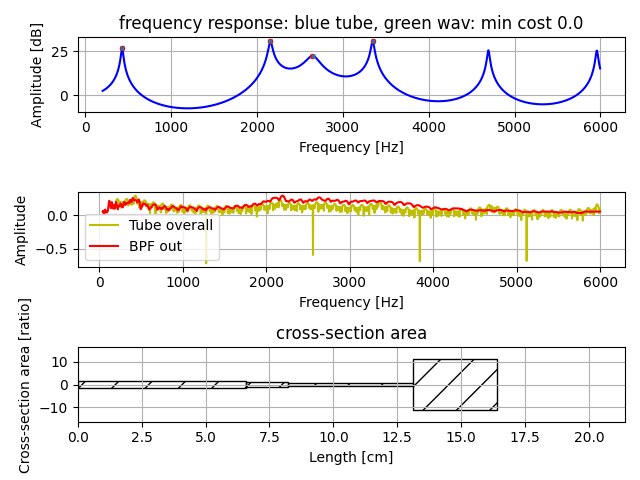 frequency response: blue tube, green wav: min cost 0.0
Amplitude [dB]
25
0
0 1000 2000 3000 4000 5000 6000
Frequency [Hz]
Amplitude
0.0
−0.5
Tube overall
BPF out
0 1000 2000 3000 4000 5000 6000
Frequency [Hz]
cross-section area
Cross-section area [ratio]
10
0
−10
0.0 2.5 5.0 7.5 10.0 12.5 15.0 17.5 20.0
Length [cm]